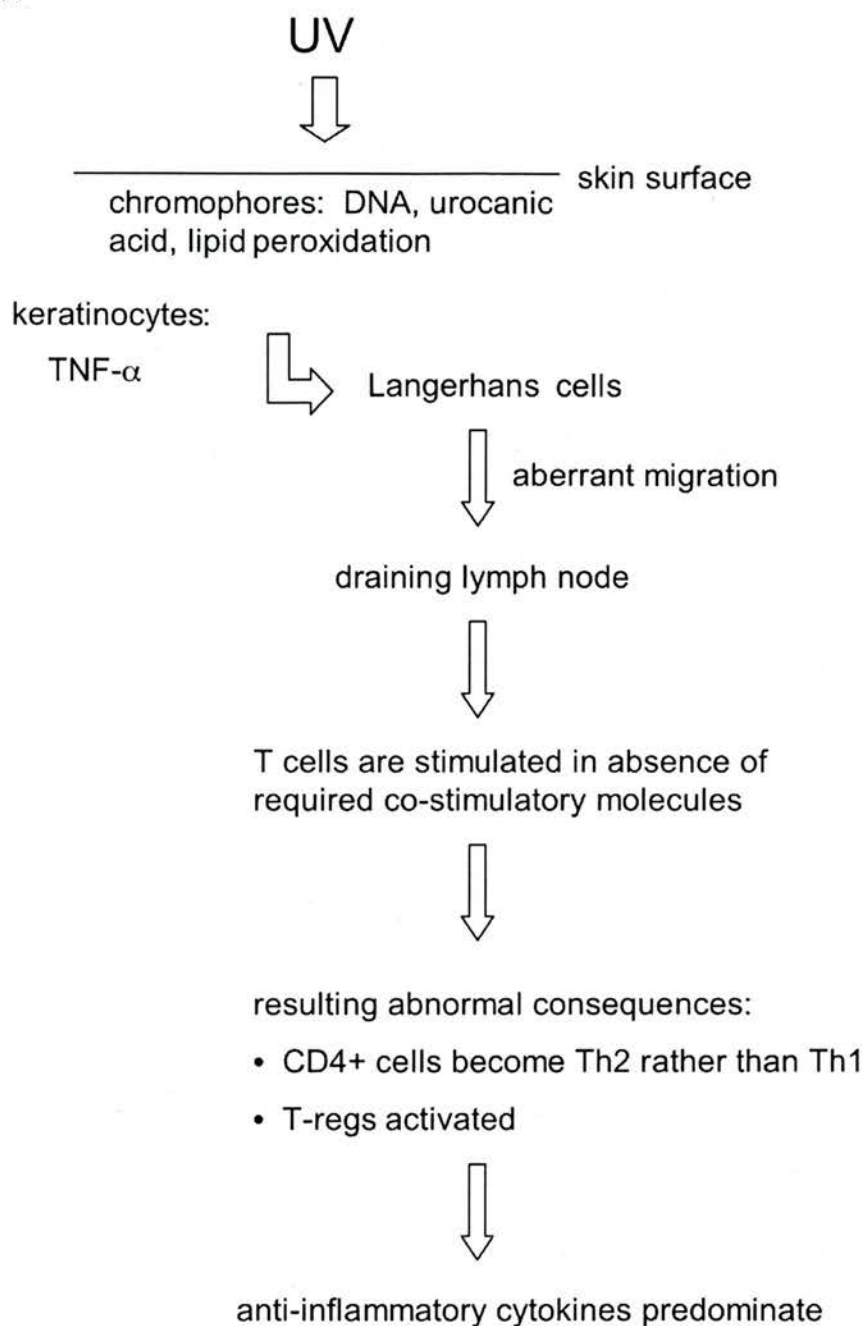 UV
skin surface
chromophores: DNA, urocanic
acid, lipid peroxidation
keratinocytes:
TNF-α
Langerhans cells
aberrant migration
draining lymph node
T cells are stimulated in absence of
required co-stimulatory molecules
resulting abnormal consequences:
• CD4+ cells become Th2 rather than Th1
• T-regs activated
anti-inflammatory cytokines predominate